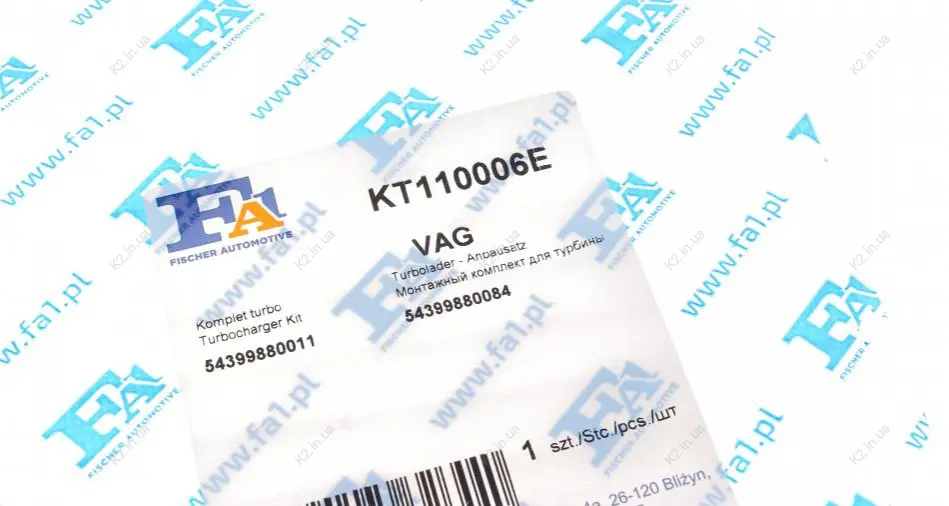 FA1
FISCHER AUTOMOTIVE
KT110006E
VAG
Turbolader - Anbausatz
Монтажный комплект для турбины
54399880084
Komplet turbo
Turbocharger Kit
54399880011
1 szt./Stc./pcs./шт
26-120 Bliżyn,
www.fa1.pl
K2.in.ua